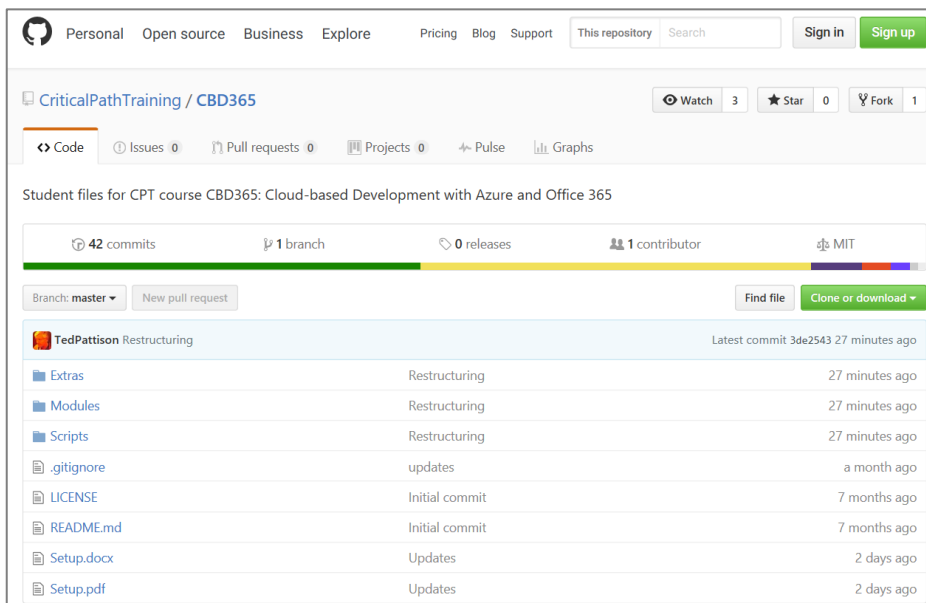 Personal Open source Business Explore Pricing Blog Support This repository Search Sign in Sign up
CriticalPathTraining / CBD365 Watch 3 Star 0 Fork 1
Code Issues 0 Pull requests 0 Projects 0 Pulse Graphs
Student files for CPT course CBD365: Cloud-based Development with Azure and Office 365
42 commits 1 branch 0 releases 1 contributor MIT
Branch: master New pull request Find file Clone or download
TedPattison Restructuring Latest commit 3de2543 27 minutes ago
Extras Restructuring 27 minutes ago
Modules Restructuring 27 minutes ago
Scripts Restructuring 27 minutes ago
.gitignore updates a month ago
LICENSE Initial commit 7 months ago
README.md Initial commit 7 months ago
Setup.docx Updates 2 days ago
Setup.pdf Updates 2 days ago